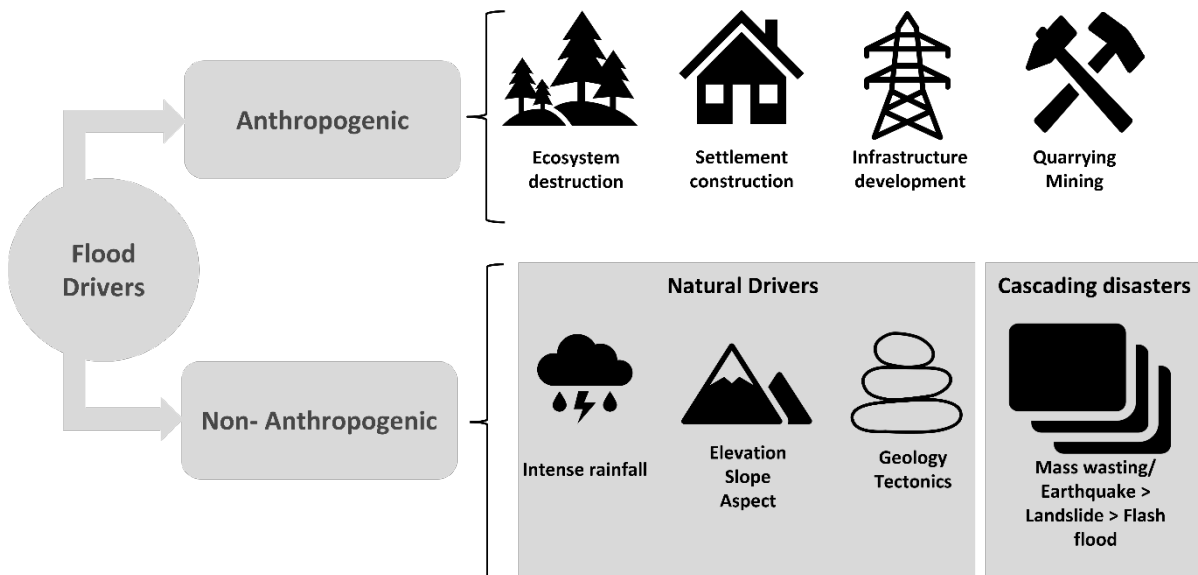 Flood
Drivers
Anthropogenic
Ecosystem
destruction
Settlement
construction
Infrastructure
development
Quarrying
Mining
Non- Anthropogenic
Natural Drivers
Intense rainfall
Elevation
Slope
Aspect
Geology
Tectonics
Cascading disasters
Mass wasting/
Earthquake >
Landslide > Flash
flood